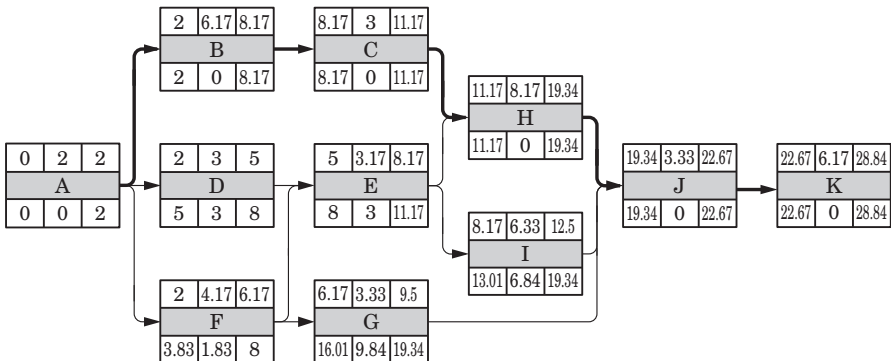 2 6.17 8.17
B
2 0 8.17
8.17 3 11.17
C
8.17 0 11.17
11.17 8.17 19.34
H
11.17 0 19.34
0 2 2
A
0 0 2
2 3 5
D
5 3 8
5 3.17 8.17
E
8 3 11.17
19.34 3.33 22.67
J
19.34 0 22.67
22.67 6.17 28.84
K
22.67 0 28.84
8.17 6.33 12.5
I
13.01 6.84 19.34
2 4.17 6.17
F
3.83 1.83 8
6.17 3.33 9.5
G
16.01 9.84 19.34